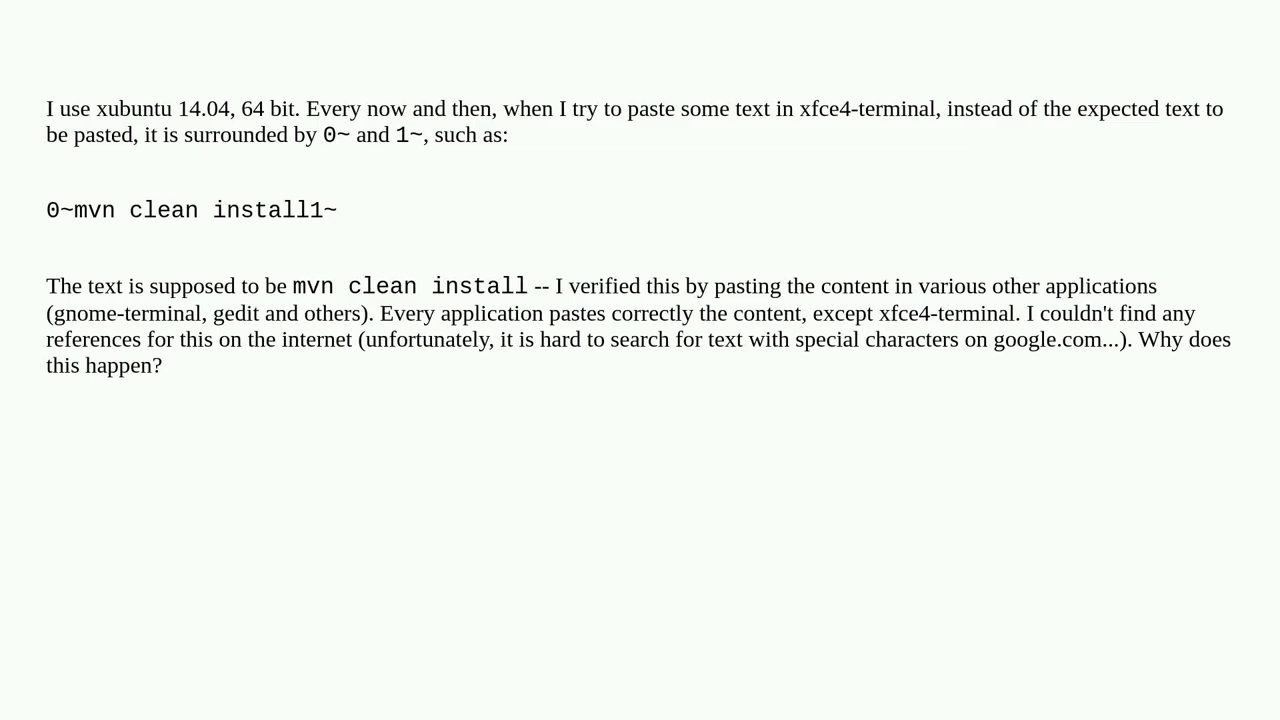 I use xubuntu 14.04, 64 bit. Every now and then, when I try to paste some text in xfce4-terminal, instead of the expected text to
be pasted, it is surrounded by 0~ and 1~, such as:
0~mvn clean install1~
The text is supposed to be mvn clean install -- I verified this by pasting the content in various other applications
(gnome-terminal, gedit and others). Every application pastes correctly the content, except xfce4-terminal. I couldn't find any
references for this on the internet (unfortunately, it is hard to search for text with special characters on google.com...). Why does
this happen?